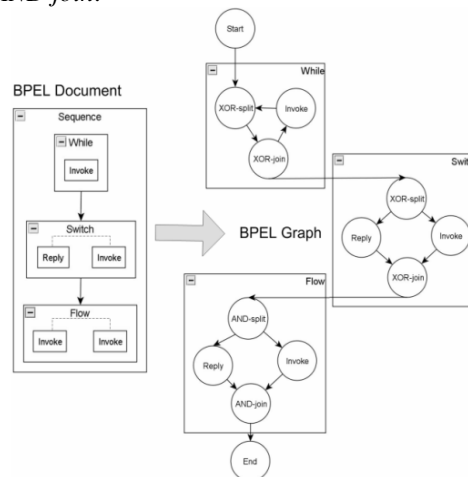 AND-join.
Start
While
XOR-split
Invoke
XOR-join
BPEL Document
Sequence
While
Invoke
Switch
Reply
Invoke
Flow
Invoke
Invoke
BPEL Graph
Swit
XOR-split
Reply
Invoke
XOR-join
Flow
AND-split
Reply
Invoke
AND-join
End